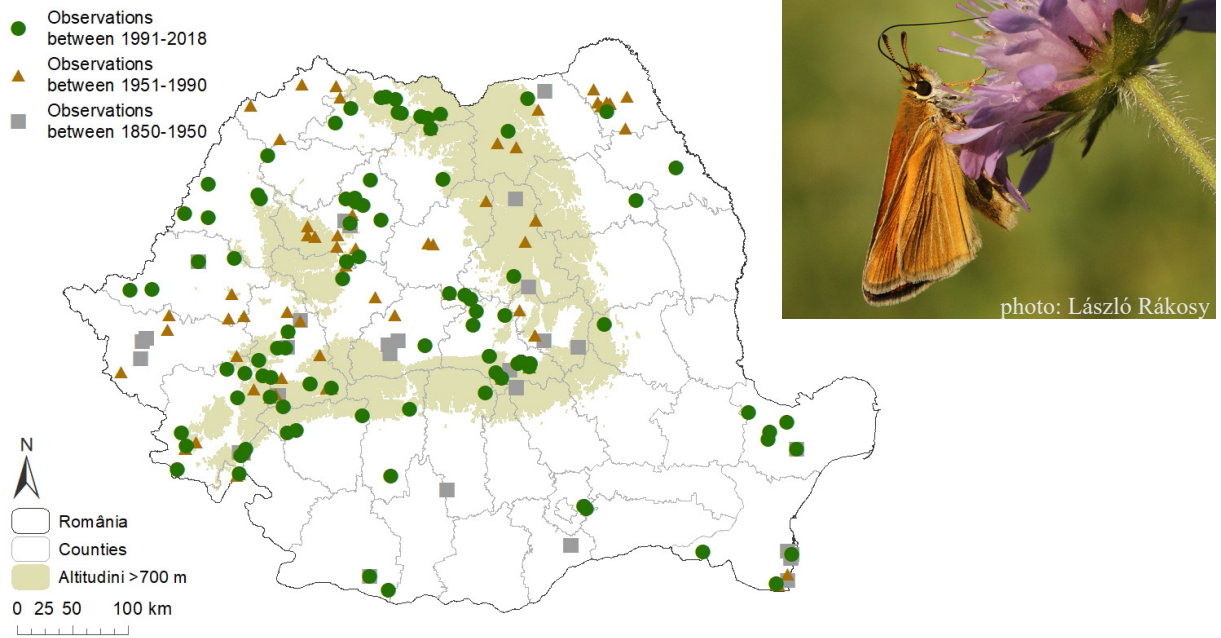 Observations
between 1991-2018
Observations
between 1951-1990
Observations
between 1850-1950
photo: László Rákosy
N
România
Counties
Altitudini >700 m
0 25 50 100 km